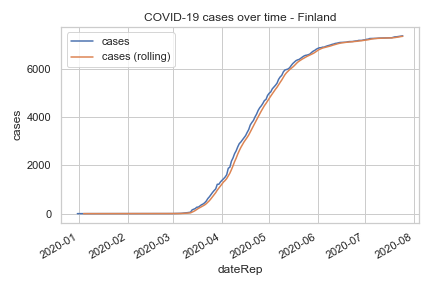 COVID-19 cases over time - Finland
cases
cases (rolling)
6000
4000
2000
0
cases
2020-01
2020-02
2020-03
2020-04
2020-05
2020-06
2020-07
2020-08
dateRep